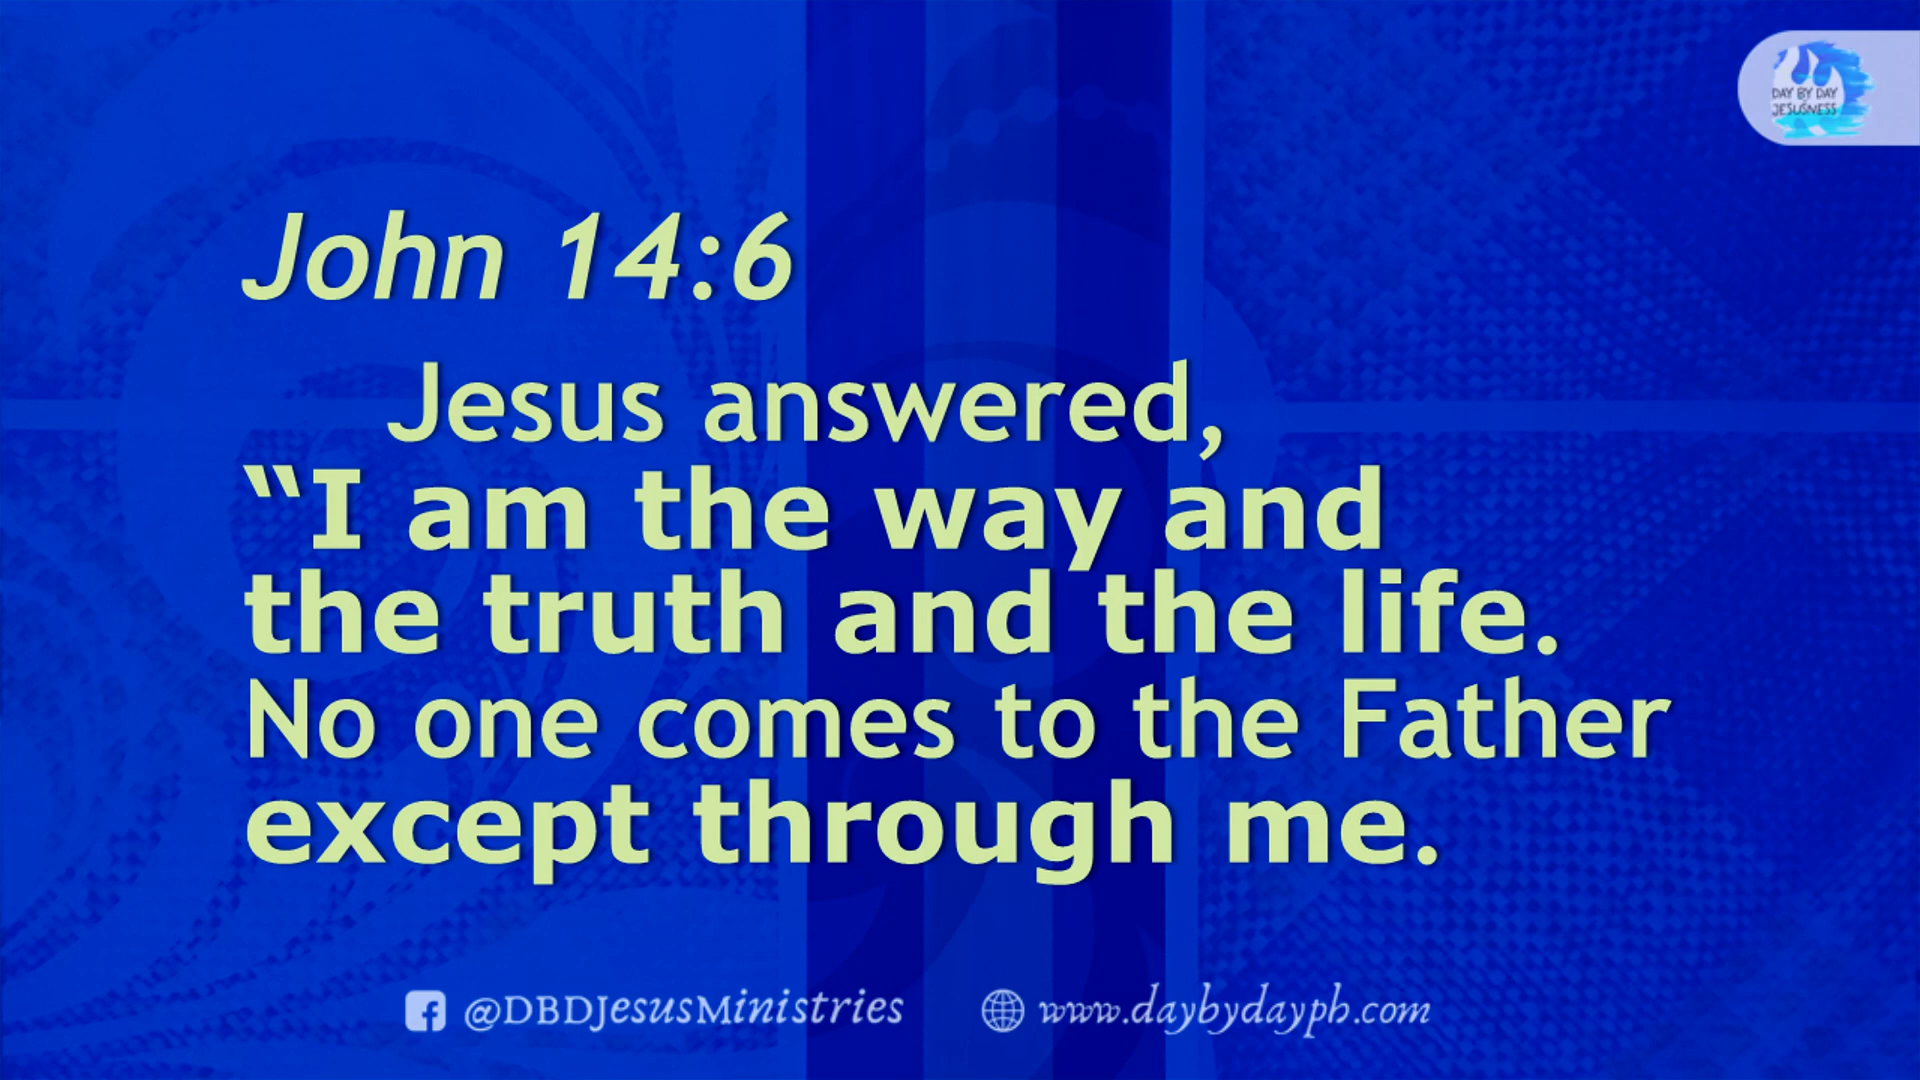 DAY BY DAY
JESUSNESS
John 14:6
Jesus answered,
“I am the way and
the truth and the life.
No one comes to the Father
except through me.
@DBDJesusMinistries
www.daybydayph.com